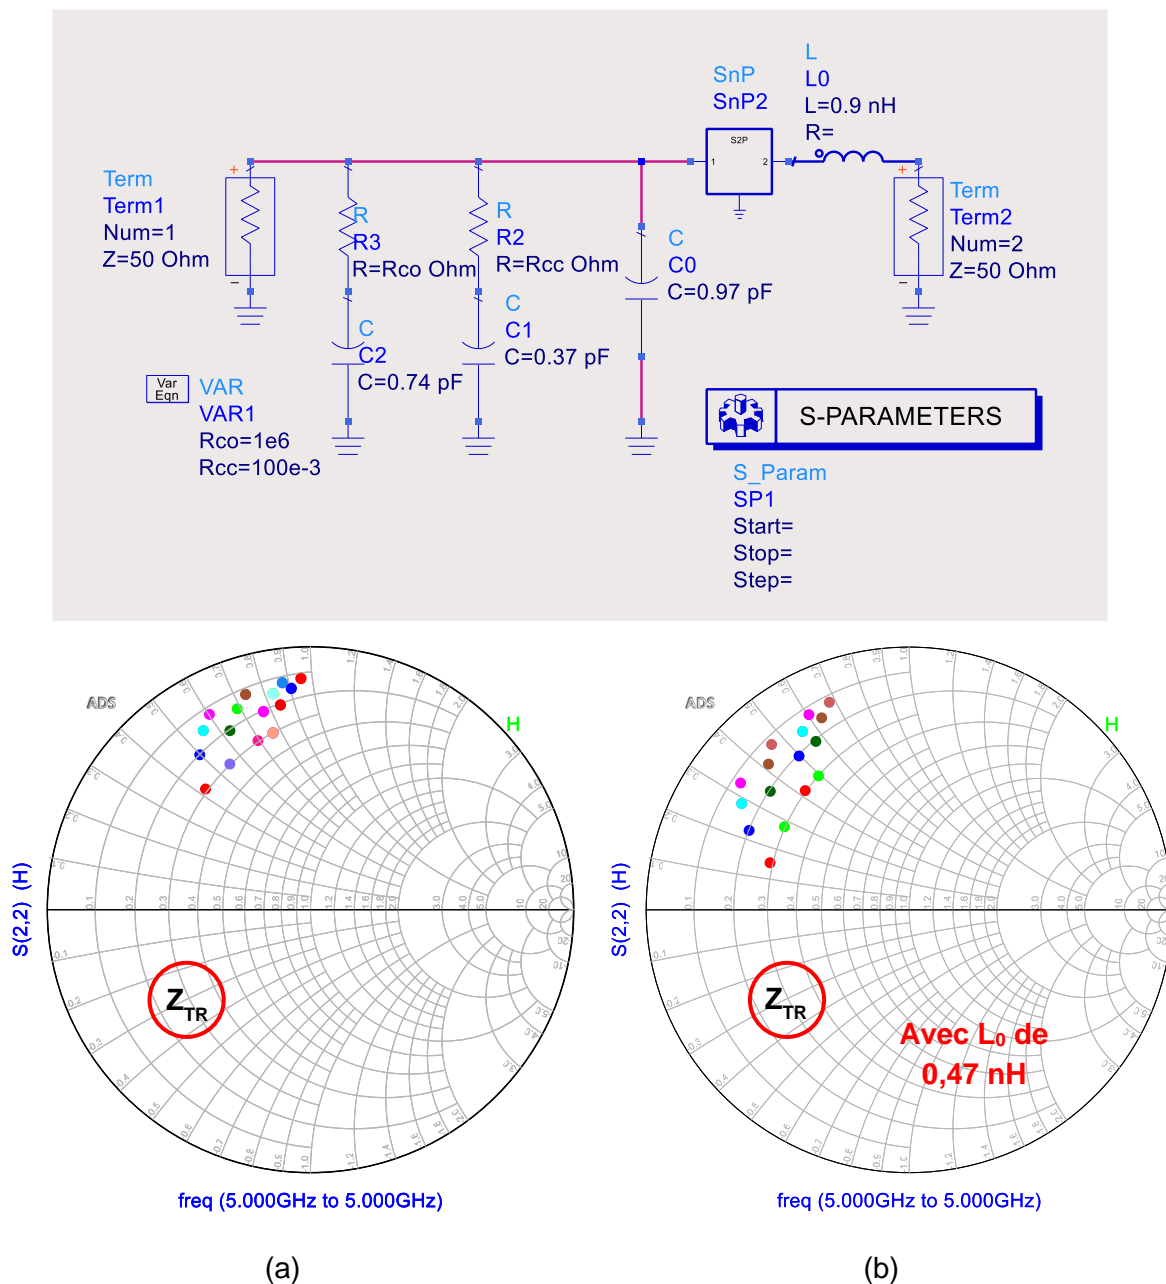 SnP
SnP2
S2P
1
2
L
L0
L=0.9 nH
R=
Term
Term1
Num=1
Z=50 Ohm
R
R3
R=Rco Ohm
R
R2
R=Rcc Ohm
C
C0
C=0.97 pF
Term
Term2
Num=2
Z=50 Ohm
C
C2
C=0.74 pF
C
C1
C=0.37 pF
Var
Eqn
VAR
VAR1
Rco=1e6
Rcc=100e-3
S-PARAMETERS
S_Param
SP1
Start=
Stop=
Step=
ADS
H
S(2,2) (H)
ZTR
freq (5.000GHz to 5.000GHz)
(a)
ADS
H
S(2,2) (H)
ZTR
Avec L0 de
0,47 nH
freq (5.000GHz to 5.000GHz)
(b)